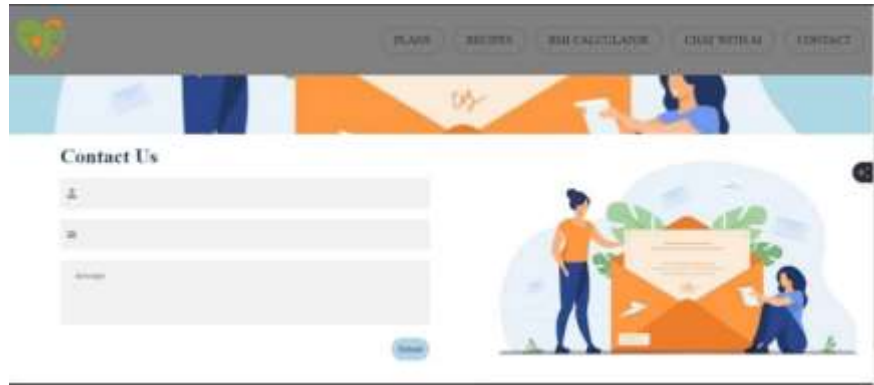 PLANS RECIPES BMI CALCULATOR CHAT WITH AI CONTACT
Contact Us
Message
Submit